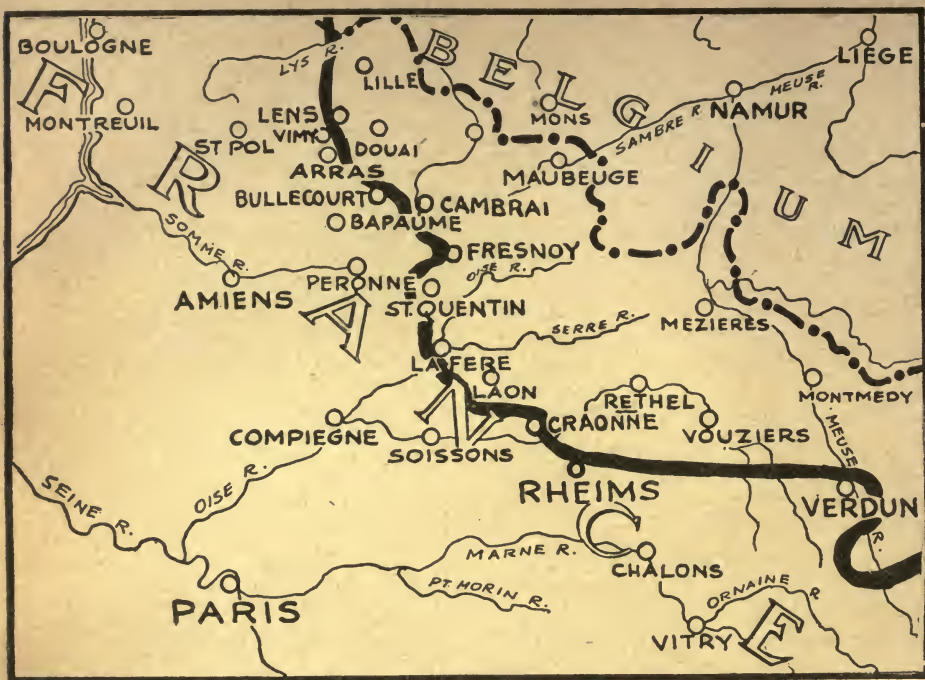 BOULOGNE
BELGIUM
LIEGE
FRANCE
LYS R.
LILLE
MEUSE R.
NAMUR
MONS
SAMBRE R.
MONTREUIL
LENS
ST POL
VIMY
DOUAI
ARRAS
MAUBEUGE
BULLECOURT
CAMBRAI
BAPAUME
SOMME R.
FRESNOY
OISE R.
AMIENS
PERONNE
ST. QUENTIN
MEZIERES
SERRE R.
LA FERE
LAON
RETHEL
MONTMEDY
CRAONNE
VOUZIERS
COMPIEGNE
SOISSONS
MEUSE R.
RHEIMS
VERDUN
SEINE R.
OISE R.
MARNE R.
CHALONS
PT. MORIN R.
ORNAINE R
PARIS
VITRY